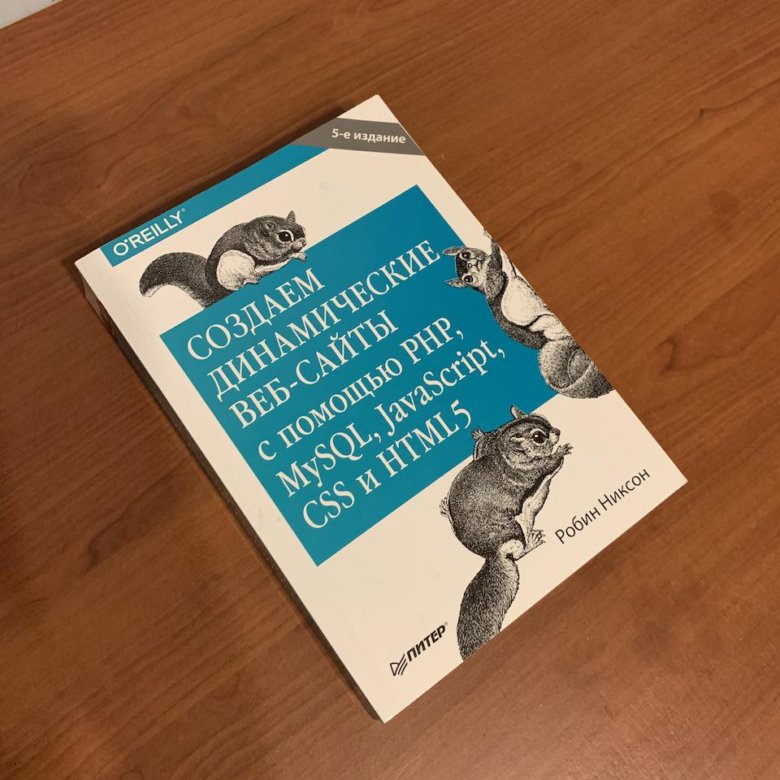 5-е издание
O'REILLY®
СОЗДАЕМ
ДИНАМИЧЕСКИЕ
ВЕБ-САЙТЫ
с помощью PHP,
MySQL, JavaScript,
CSS и HTML5
Робин Никсон
ПИТЕР®